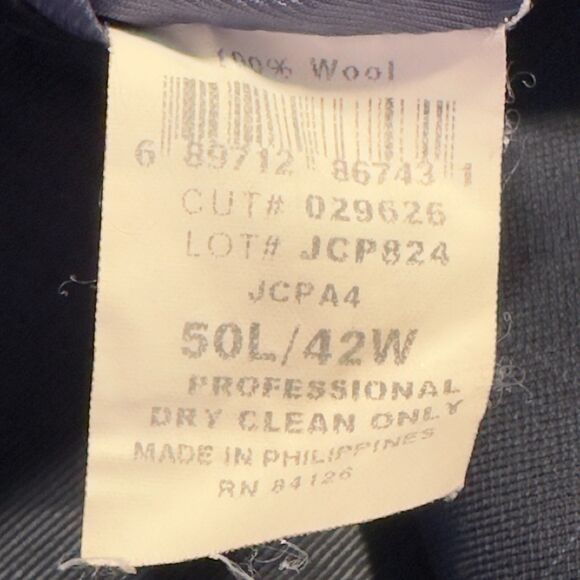 100% Wool
6 89712 86743 1
CUT# 029626
LOT# JCP824
JCPA4
50L/42W
PROFESSIONAL
DRY CLEAN ONLY
MADE IN PHILIPPINES
RN 84126